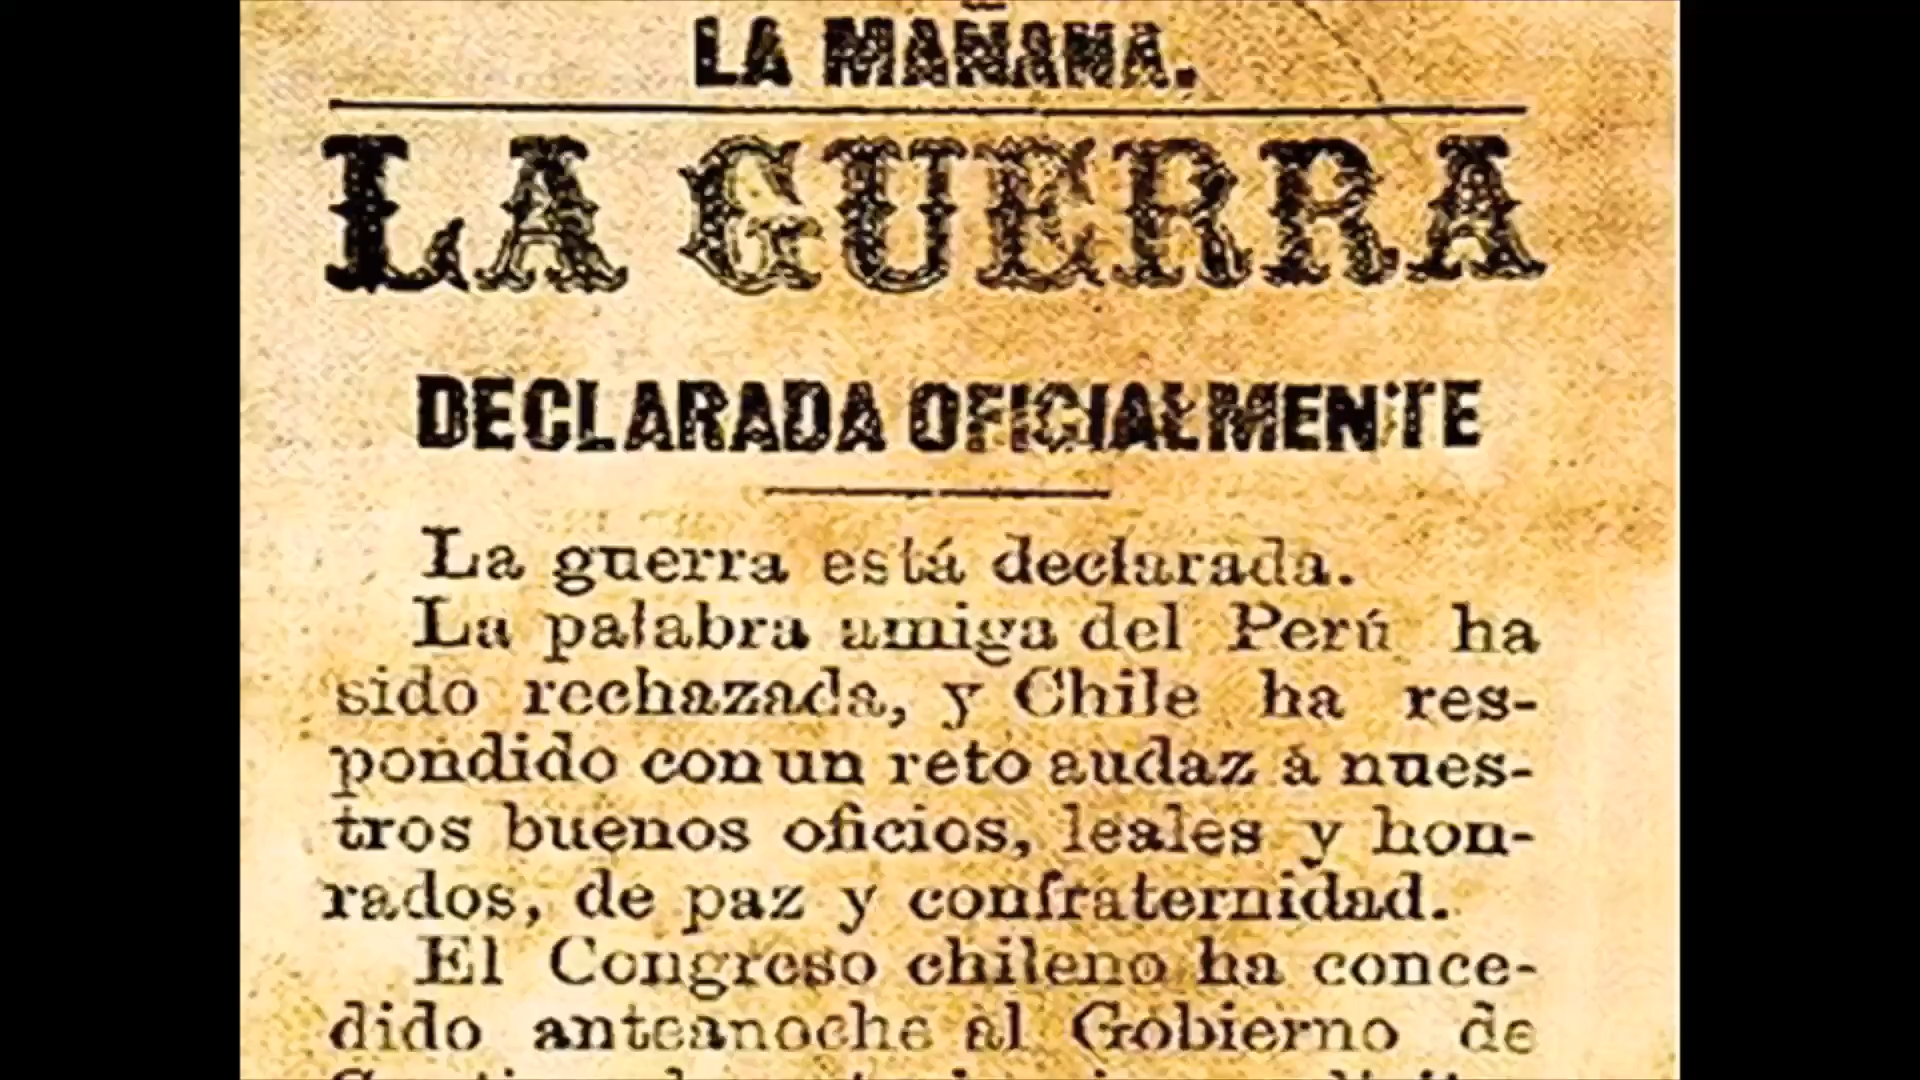 LA MAÑANA.
LA GUERRA
DECLARADA OFICIALMENTE
La guerra está declarada.
La palabra amiga del Perú ha
sido rechazada, y Chile ha res-
pondido con un reto audaz á nues-
tros buenos oficios, leales y hon-
rados, de paz y confraternidad.
El Congreso chileno ha conce-
dido anteanoche al Gobierno de